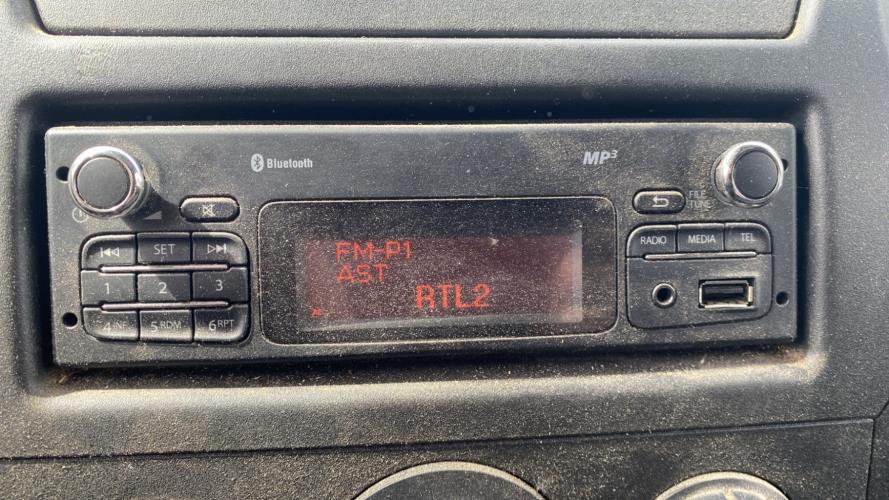 Bluetooth
MP3
FILE
TUNE
SET
RADIO MEDIA TEL
1 2 3
4 INF 5 RDM 6 RPT
FM-P1
AST
RTL2